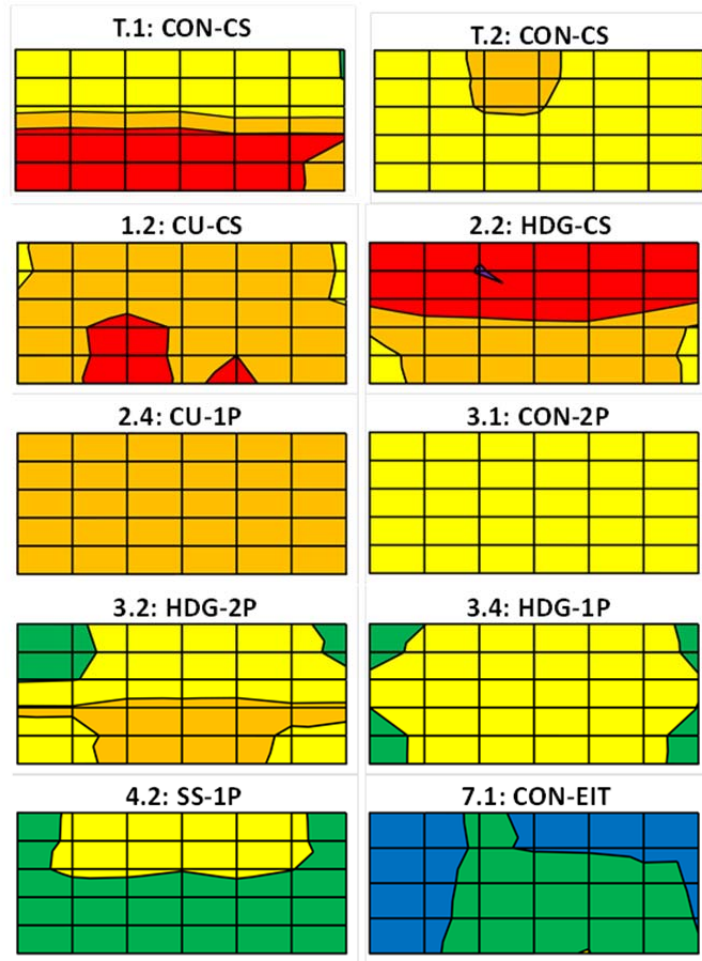 T.1: CON-CS
T.2: CON-CS
1.2: CU-CS
2.2: HDG-CS
2.4: CU-1P
3.1: CON-2P
3.2: HDG-2P
3.4: HDG-1P
4.2: SS-1P
7.1: CON-EIT